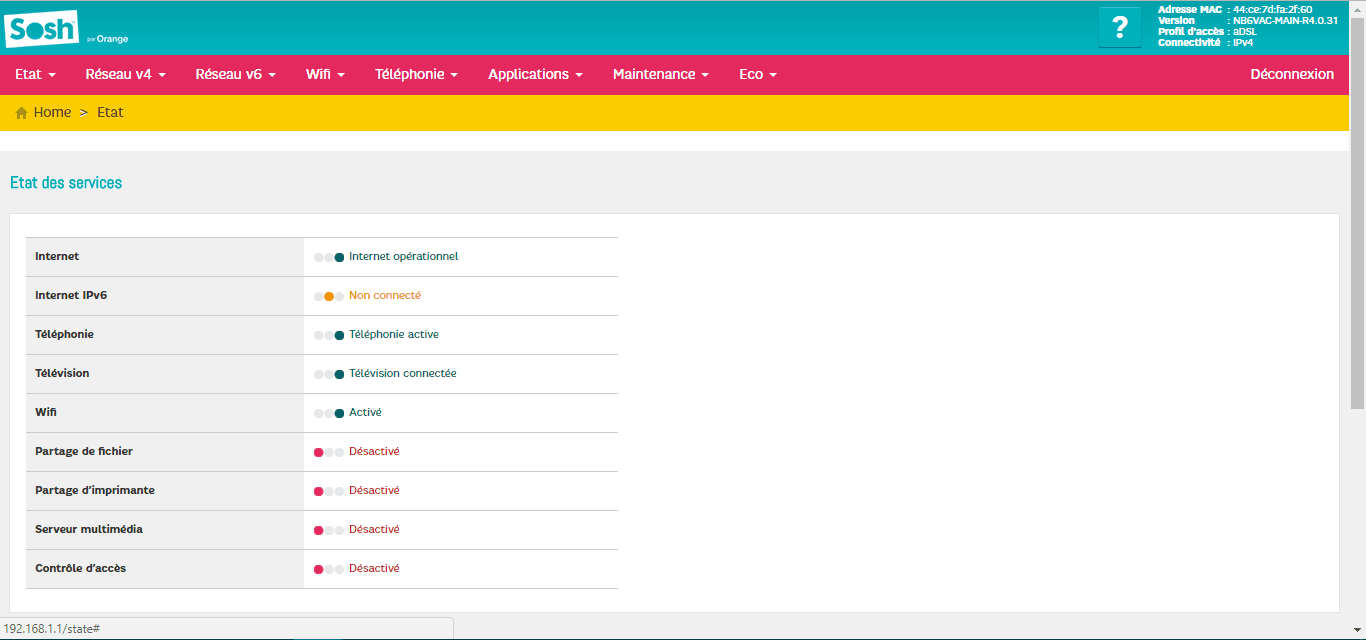 Sosh
par Orange
?
Adresse MAC : 44:ce:7d:fa:2f:60
Version : NB6VAC-MAIN-R4.0.31
Profil d'accès : aDSL
Connectivité : IPv4
Etat Réseau v4 Réseau v6 Wifi Téléphonie Applications Maintenance Eco Déconnexion
Home > Etat
Etat des services
Internet Internet opérationnel
Internet IPv6 Non connecté
Téléphonie Téléphonie active
Télévision Télévision connectée
Wifi Activé
Partage de fichier Désactivé
Partage d'imprimante Désactivé
Serveur multimédia Désactivé
Contrôle d'accès Désactivé
192.168.1.1/state#